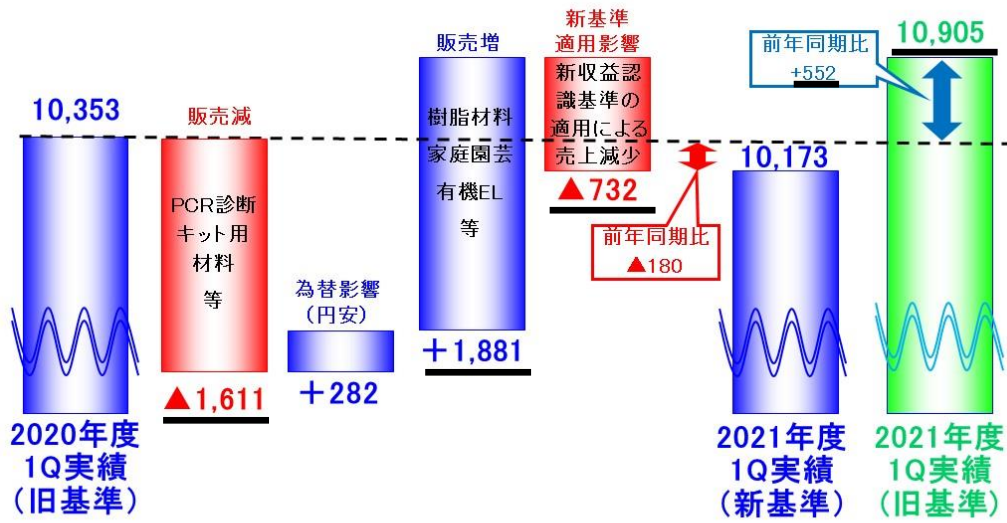 10,353
2020年度
1Q実績
（旧基準）
販売減
PCR診断
キット用
材料
等
▲1,611
為替影響
（円安）
＋282
販売増
樹脂材料
家庭園芸
有機EL
等
＋1,881
新基準
適用影響
新収益認
識基準の
適用による
売上減少
▲732
前年同期比
▲180
10,173
2021年度
1Q実績
（新基準）
前年同期比
+552
10,905
2021年度
1Q実績
（旧基準）